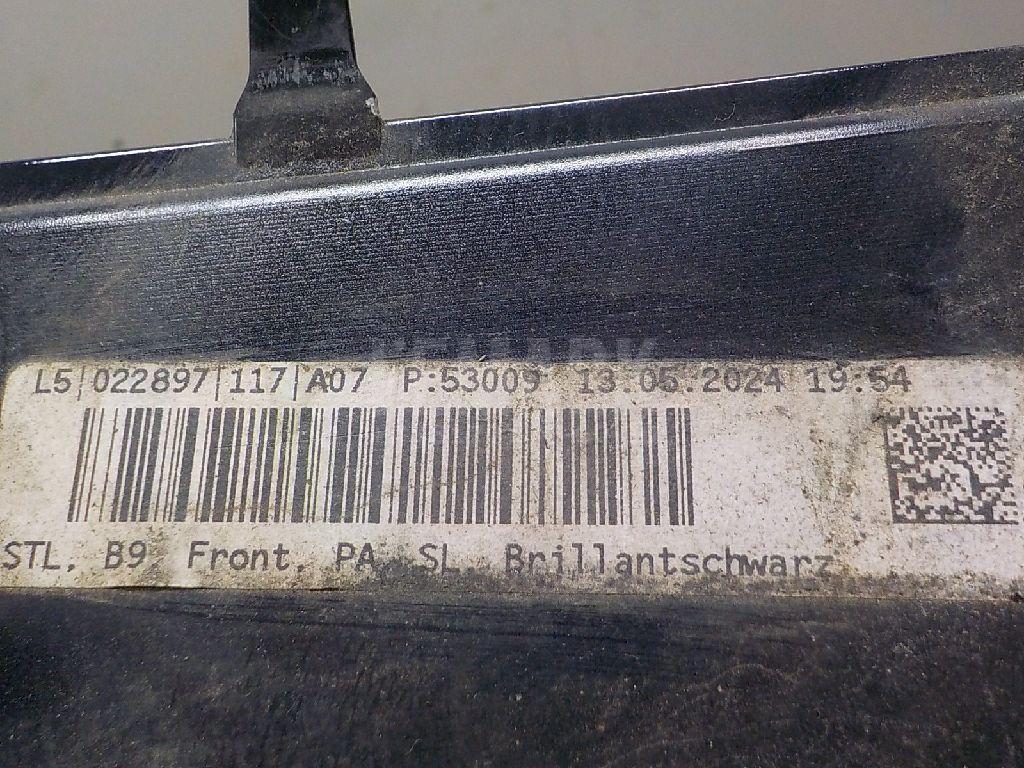 L5|022897|117|A07 P:53009 13.05.2024 19:54
STL. B9 Front. PA SL Brillantschwarz